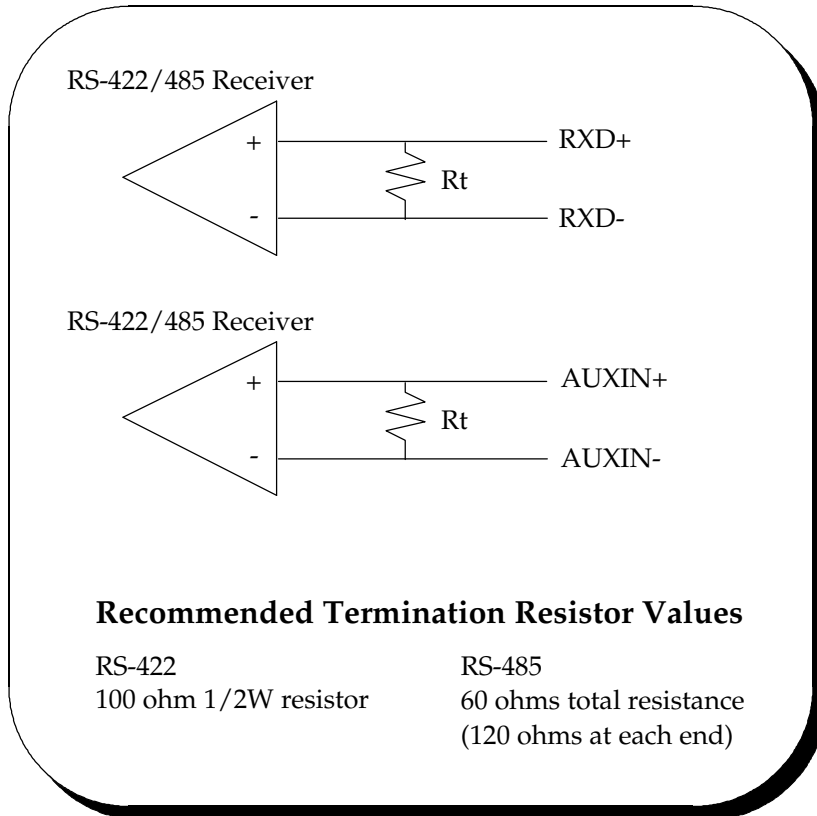 RS-422/485 Receiver
+
RXD+
Rt
-
RXD-
RS-422/485 Receiver
+
AUXIN+
Rt
-
AUXIN-
Recommended Termination Resistor Values
RS-422
100 ohm 1/2W resistor
RS-485
60 ohms total resistance
(120 ohms at each end)